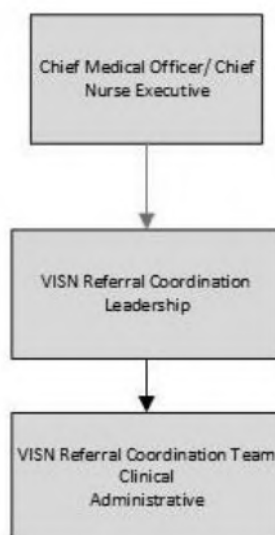 Chief Medical Officer/ Chief
Nurse Executive
VISN Referral Coordination
Leadership
VISN Referral Coordination Team
Clinical
Administrative